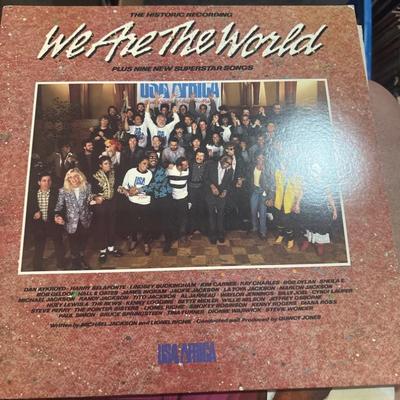 THE HISTORIC RECORDING
We Are The World
PLUS NINE NEW SUPERSTAR SONGS
USA AFRICA
DAN AYKROYD • HARRY BELAFONTE • LINDSEY BUCKINGHAM • KIM CARNES • RAY CHARLES • BOB DYLAN • SHEILA E.
BOB GELDOF • HALL & OATES • JAMES INGRAM • JACKIE JACKSON • LA TOYA JACKSON • MARLON JACKSON
MICHAEL JACKSON • RANDY JACKSON • TITO JACKSON • AL JARREAU • WAYLON JENNINGS • BILLY JOEL • CYNDI LAUPER
HUEY LEWIS & THE NEWS • KENNY LOGGINS • BETTE MIDLER • WILLIE NELSON • JEFFREY OSBORNE
STEVE PERRY • THE POINTER SISTERS • LIONEL RICHIE • SMOKEY ROBINSON • KENNY ROGERS • DIANA ROSS
PAUL SIMON • BRUCE SPRINGSTEEN • TINA TURNER • DIONNE WARWICK • STEVIE WONDER
Written by MICHAEL JACKSON and LIONEL RICHIE • Conducted and Produced by QUINCY JONES
USA AFRICA